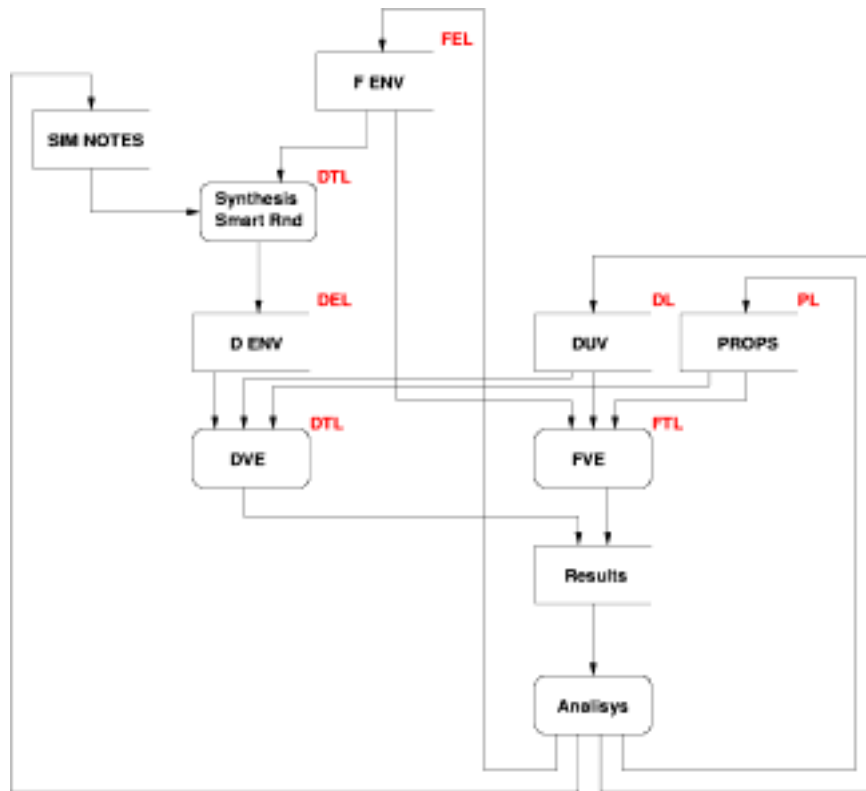 FEL
F ENV
SIM NOTES
DTL
Synthesis
Smart Rnd
DEL
DL
PL
D ENV
DUV
PROPS
DTL
FTL
DVE
FVE
Results
Analisys